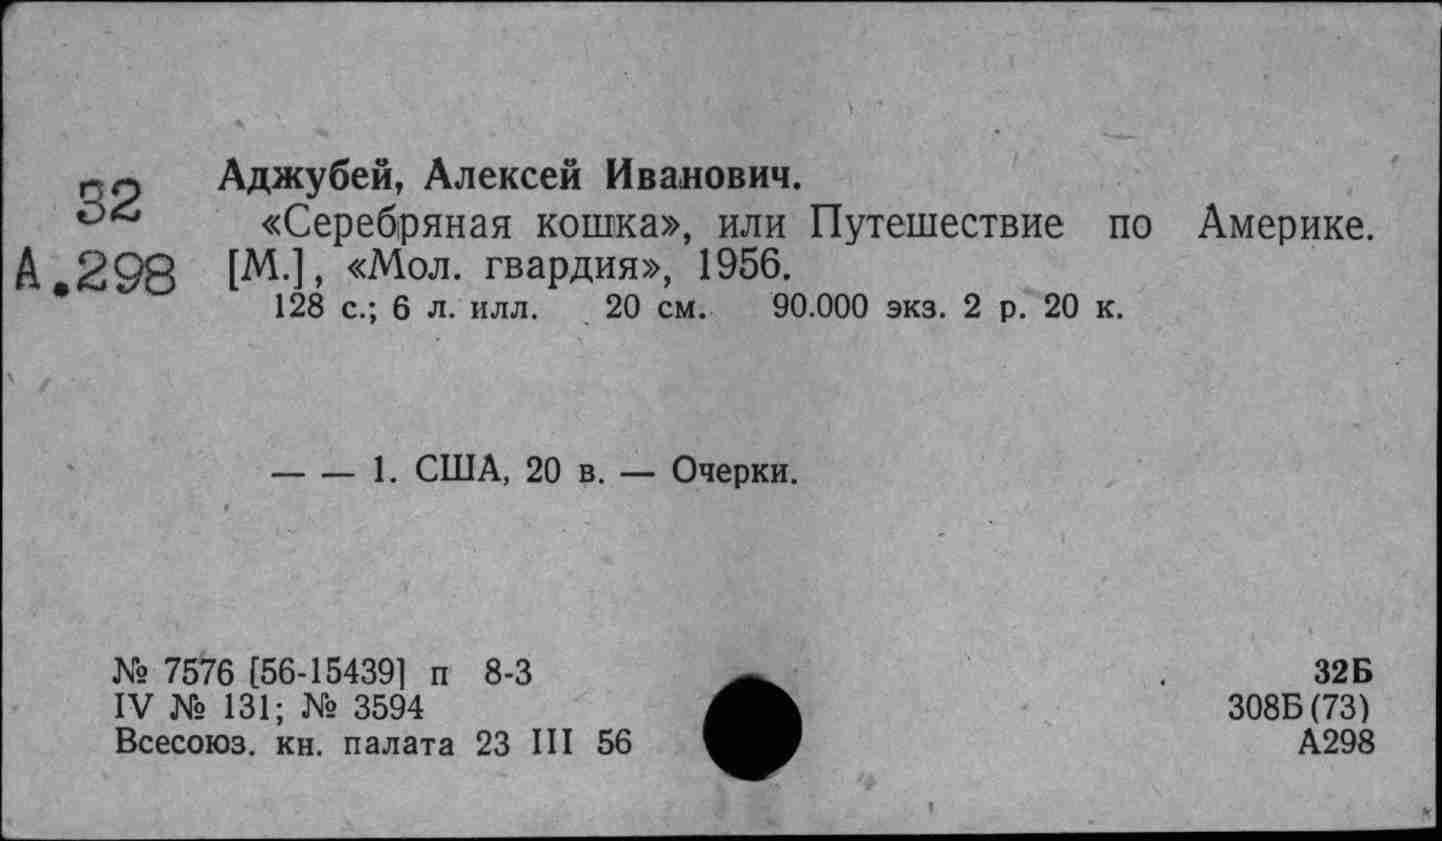 32
А.298
Аджубей, Алексей Иванович.
«Серебряная кошка», или Путешествие по Америке.
[М.], «Мол. гвардия», 1956.
128 с.; 6 л. илл. 20 см. 90.000 экз. 2 р. 20 к.
— — 1. США, 20 в. — Очерки.
№ 7576 [56-15439] п 8-3
IV № 131; № 3594
Всесоюз. кн. палата 23 III 56
32Б
308Б(73)
А298